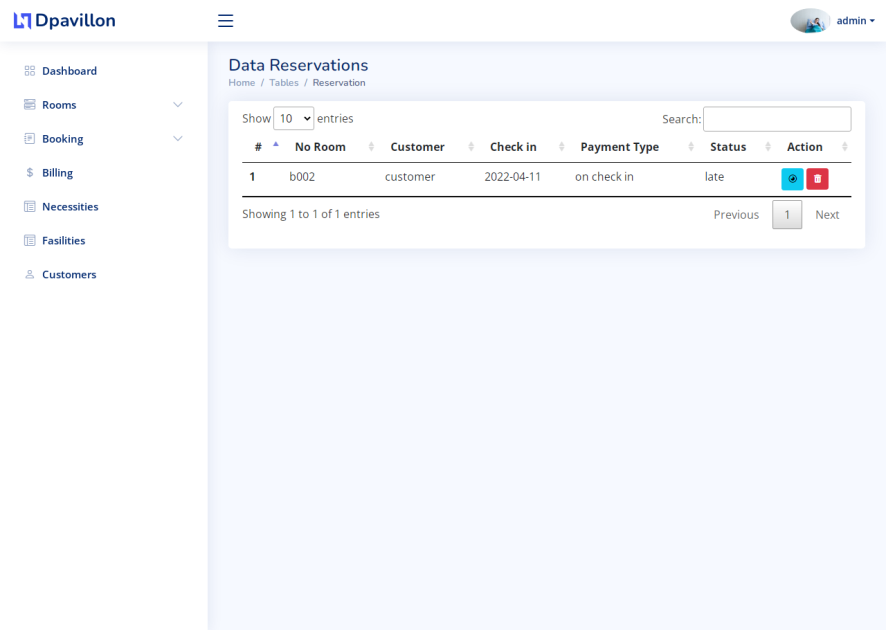 Dpavillon
admin
Dashboard
Rooms
Booking
Billing
Necessities
Fasilities
Customers
Data Reservations
Home / Tables / Reservation
Show 10 entries
Search:
# No Room Customer Check in Payment Type Status Action
1 b002 customer 2022-04-11 on check in late
Showing 1 to 1 of 1 entries
Previous 1 Next